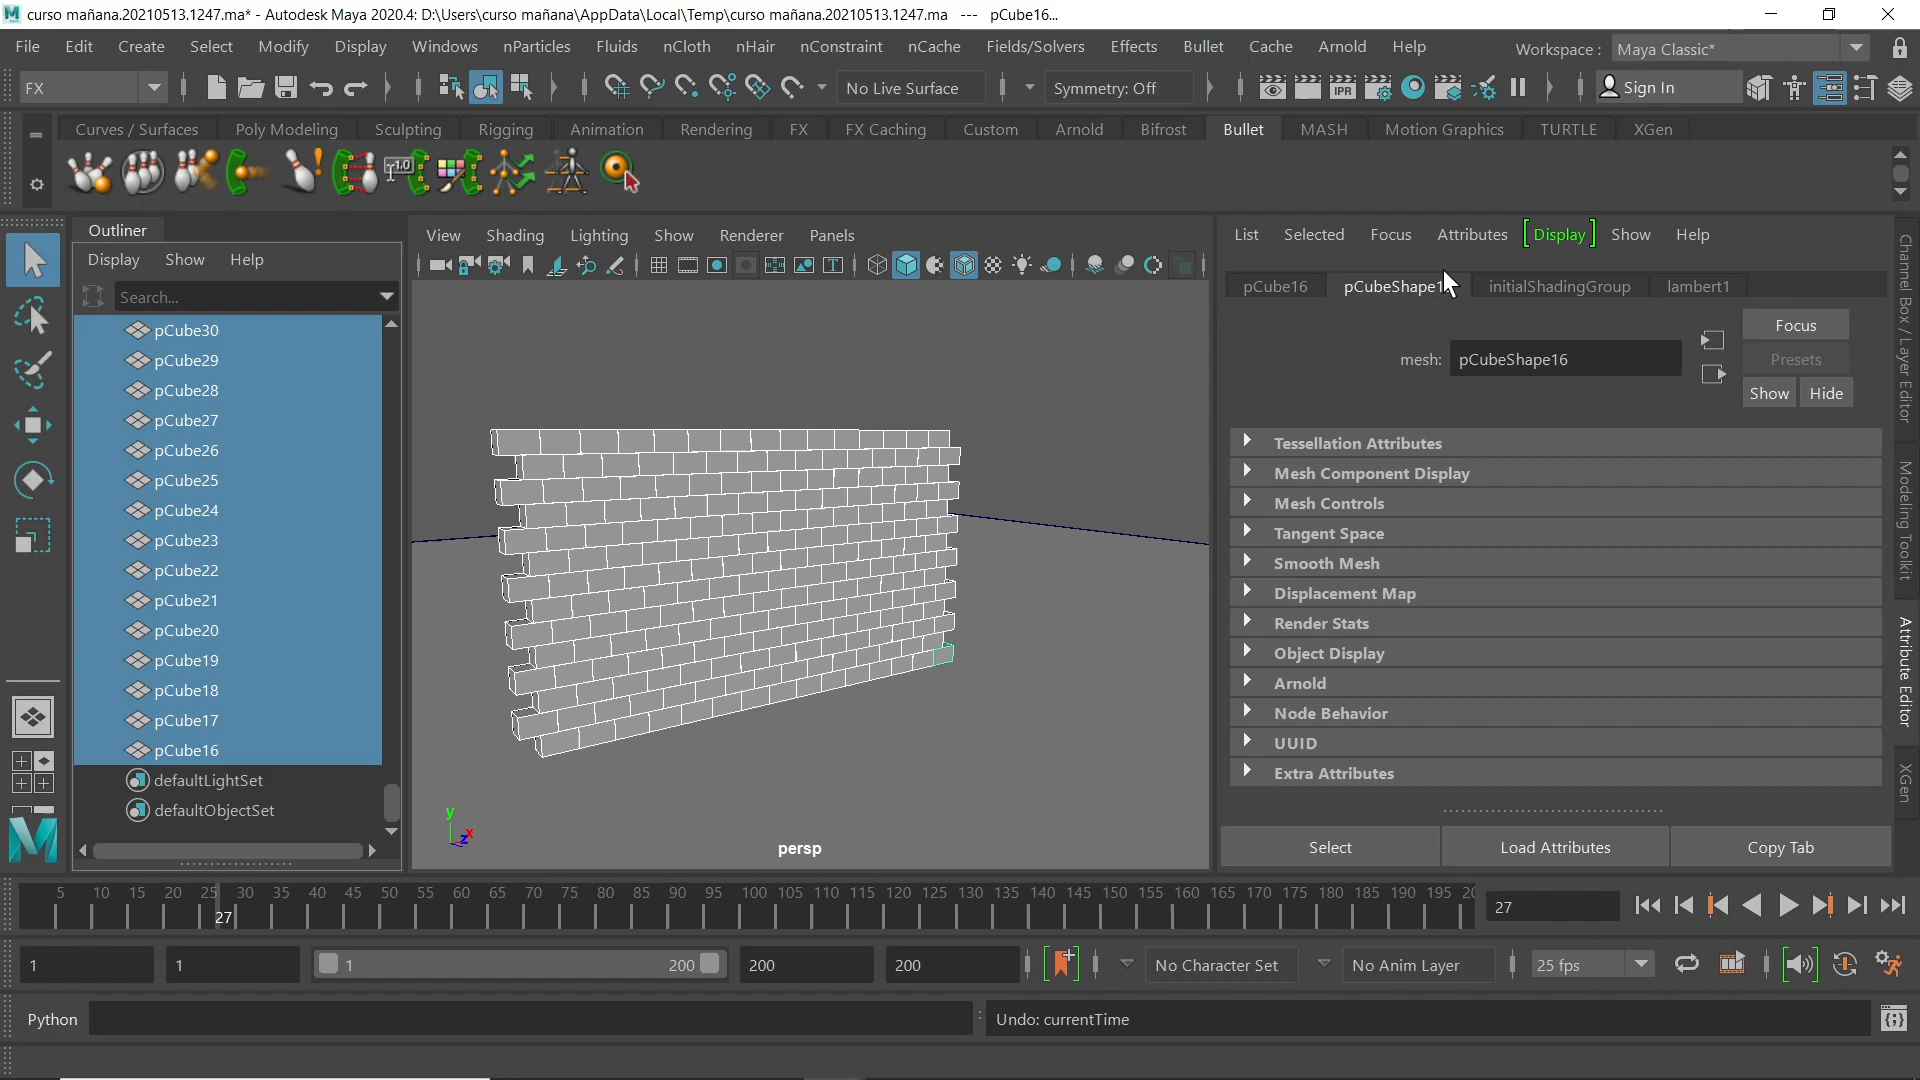 curso mañana.20210513.1247.ma* - Autodesk Maya 2020.4: D:\Users\curso mañana\AppData\Local\Temp\curso mañana.20210513.1247.ma --- pCube16...
File Edit Create Select Modify Display Windows nParticles Fluids nCloth nHair nConstraint nCache Fields/Solvers Effects Bullet Cache Arnold Help Workspace : Maya Classic*
FX No Live Surface Symmetry: Off IPR Sign In
Curves / Surfaces Poly Modeling Sculpting Rigging Animation Rendering FX FX Caching Custom Arnold Bifrost Bullet MASH Motion Graphics TURTLE XGen
1.0
Outliner
Display Show Help
Search...
pCube30
pCube29
pCube28
pCube27
pCube26
pCube25
pCube24
pCube23
pCube22
pCube21
pCube20
pCube19
pCube18
pCube17
pCube16
defaultLightSet
defaultObjectSet
View Shading Lighting Show Renderer Panels
y
x
z
persp
List Selected Focus Attributes Display Show Help
pCube16 pCubeShape1 initialShadingGroup lambert1
Focus
mesh: pCubeShape16
Presets
Show Hide
Tessellation Attributes
Mesh Component Display
Mesh Controls
Tangent Space
Smooth Mesh
Displacement Map
Render Stats
Object Display
Arnold
Node Behavior
UUID
Extra Attributes
Select Load Attributes Copy Tab
Channel Box / Layer Editor
Modeling Toolkit
Attribute Editor
XGen
5 10 15 20 25 30 35 40 45 50 55 60 65 70 75 80 85 90 95 100 105 110 115 120 125 130 135 140 145 150 155 160 165 170 175 180 185 190 195 20
27 27
1 1 1 200 200 200 No Character Set No Anim Layer 25 fps
Python Undo: currentTime